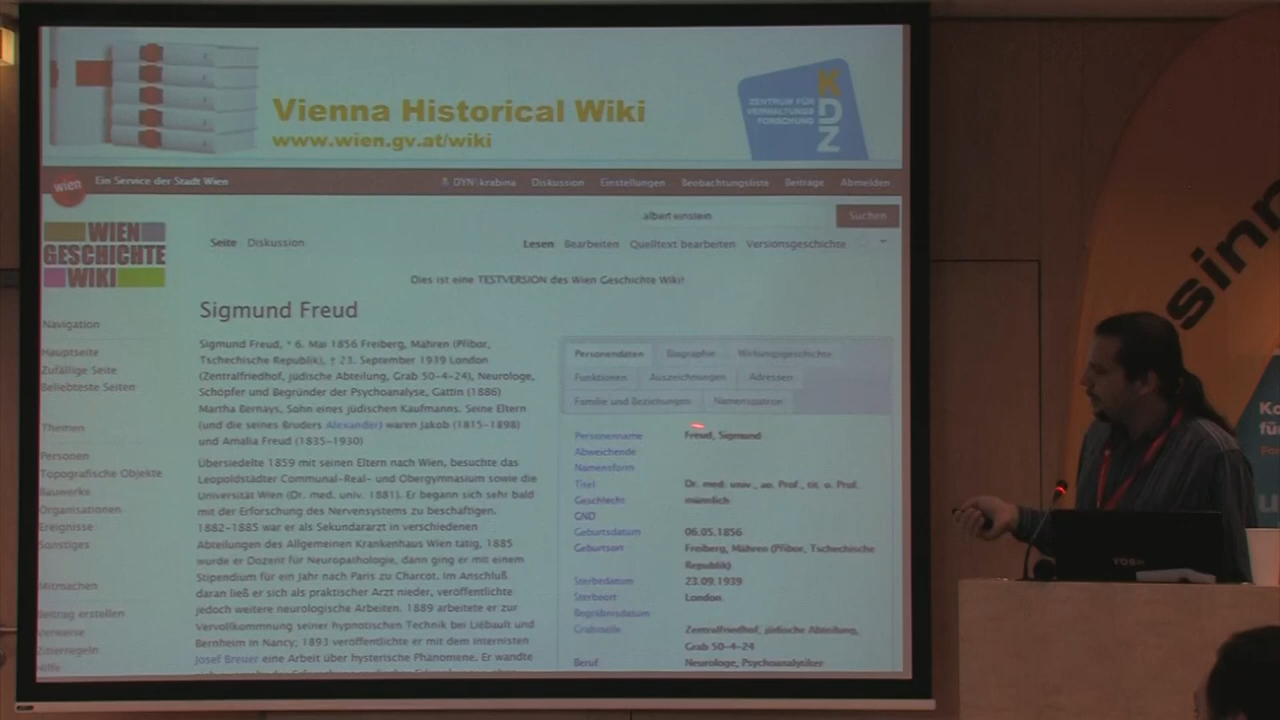 Vienna Historical Wiki
www.wien.gv.at/wiki
ZENTRUM FÜR
VERWALTUNGS
FORSCHUNG
KDZ
wien
Ein Service der Stadt Wien
krabina Diskussion Einstellungen Beobachtungsliste Beiträge Abmelden
albert einstein
Suchen
WIEN
GESCHICHTE
WIKI
Seite Diskussion
Lesen Bearbeiten Quelltext bearbeiten Versionsgeschichte
Dies ist eine TESTVERSION des Wien Geschichte Wiki!
Navigation
Hauptseite
Zufällige Seite
Beliebteste Seiten
Themen
Personen
Topografische Objekte
Bauwerke
Organisationen
Ereignisse
Sonstiges
Mitmachen
Beitrag erstellen
Verweise
Zitierregeln
Hilfe
Sigmund Freud
Sigmund Freud, * 6. Mai 1856 Freiberg, Mähren (Příbor,
Tschechische Republik), † 23. September 1939 London
(Zentralfriedhof, jüdische Abteilung, Grab 50-4-24), Neurologe,
Schöpfer und Begründer der Psychoanalyse, Gattin (1886)
Martha Bernays, Sohn eines jüdischen Kaufmanns. Seine Eltern
(und die seines Bruders Alexander) waren Jakob (1815-1898)
und Amalia Freud (1835-1930)
Übersiedelte 1859 mit seinen Eltern nach Wien, besuchte das
Leopoldstädter Communal-Real- und Obergymnasium sowie die
Universität Wien (Dr. med. univ. 1881). Er begann sich sehr bald
mit der Erforschung des Nervensystems zu beschäftigen.
1882-1885 war er als Sekundararzt in verschiedenen
Abteilungen des Allgemeinen Krankenhaus Wien tätig, 1885
wurde er Dozent für Neuropathologie, dann ging er mit einem
Stipendium für ein Jahr nach Paris zu Charcot. Im Anschluß
daran ließ er sich als praktischer Arzt nieder, veröffentlichte
jedoch weitere neurologische Arbeiten. 1889 arbeitete er zur
Vervollkommnung seiner hypnotischen Technik bei Liébault und
Bernheim in Nancy; 1893 veröffentlichte er mit dem Internisten
Josef Breuer eine Arbeit über hysterische Phänomene. Er wandte
Personendaten Biographie Wirkungsgeschichte
Funktionen Auszeichnungen Adressen
Familie und Beziehungen Namenspatron
Personenname Freud, Sigmund
Abweichende
Namensform
Titel Dr. med. univ., ao. Prof., tit. o. Prof.
Geschlecht männlich
GND
Geburtsdatum 06.05.1856
Geburtsort Freiberg, Mähren (Příbor, Tschechische
Republik)
Sterbedatum 23.09.1939
Sterbeort London
Begräbnisdatum
Grabstelle Zentralfriedhof, jüdische Abteilung,
Grab 50-4-24
Beruf Neurologe, Psychoanalytiker